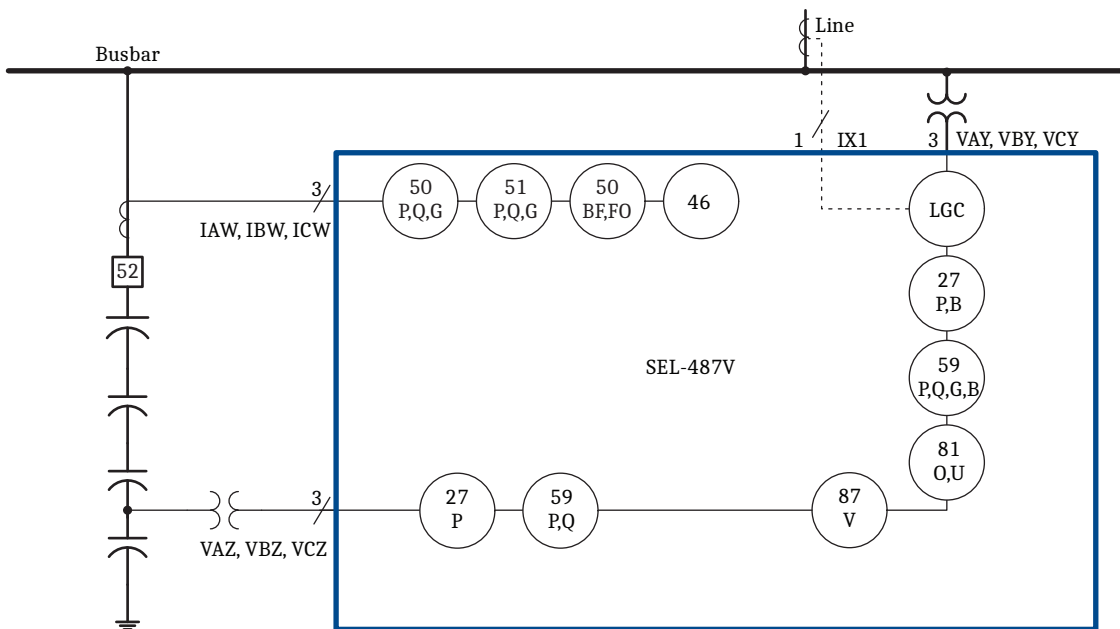 Line
Busbar
1
IX1
3
VAY, VBY, VCY
3
IAW, IBW, ICW
50
P,Q,G
51
P,Q,G
50
BF,FO
46
LGC
52
27
P,B
SEL-487V
59
P,Q,G,B
81
O,U
3
VAZ, VBZ, VCZ
27
P
59
P,Q
87
V